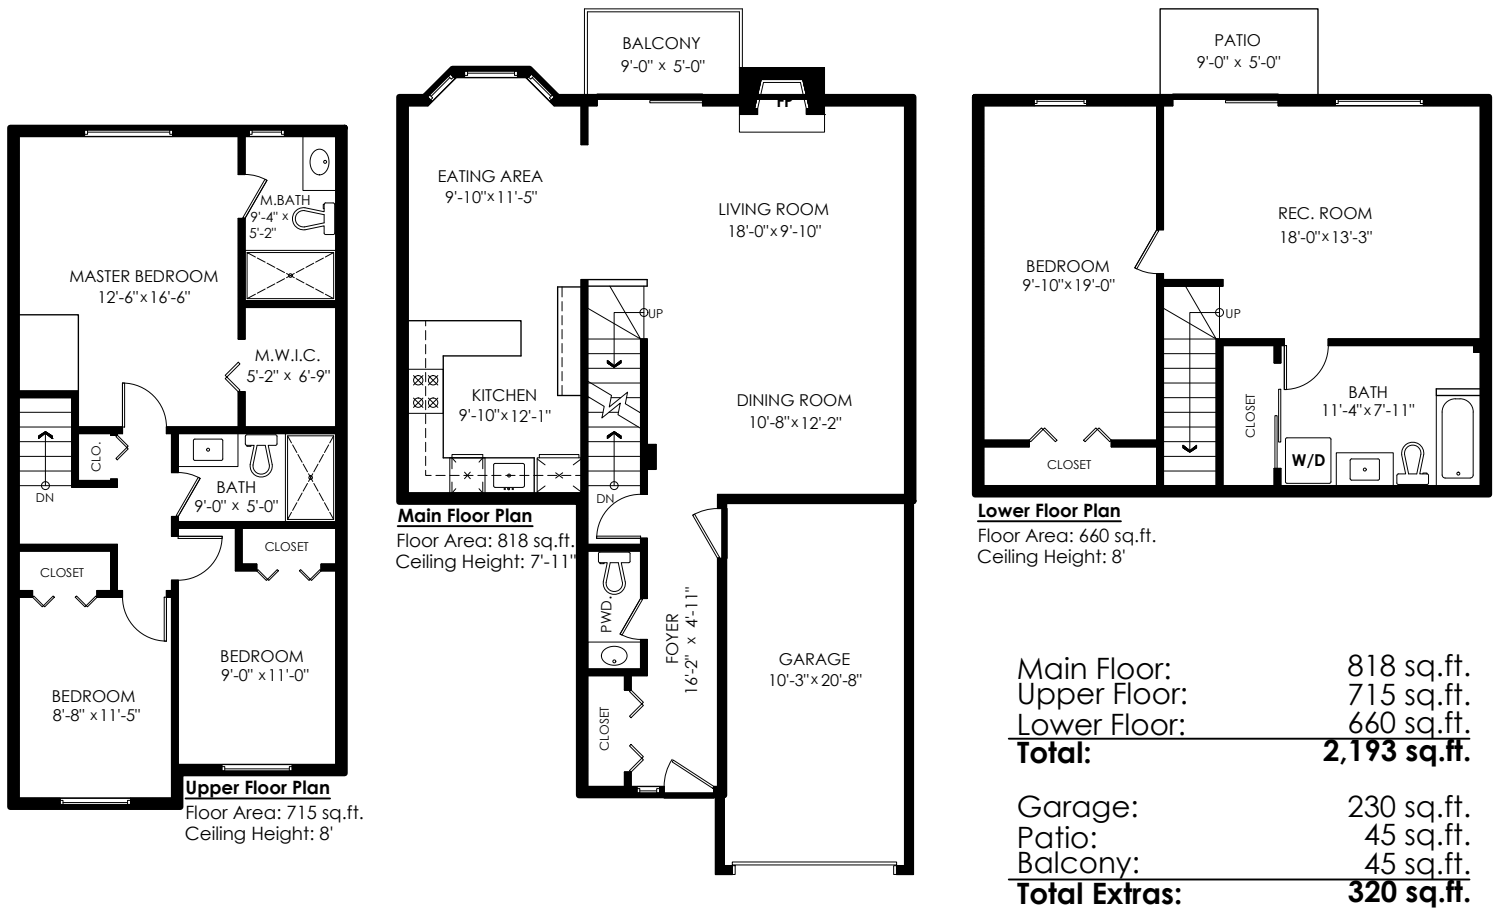 M.BATH
9'-4" x
5'-2"
MASTER BEDROOM
12'-6"x16'-6"
M.W.I.C.
5'-2" x 6'-9"
CLO.
DN
BATH
9'-0" x 5'-0"
CLOSET
CLOSET
BEDROOM
9'-0" x11'-0"
BEDROOM
8'-8" x11'-5"
Upper Floor Plan
Floor Area: 715 sq.ft.
Ceiling Height: 8'
BALCONY
9'-0" x 5'-0"
FP
EATING AREA
9'-10"x11'-5"
LIVING ROOM
18'-0"x9'-10"
UP
KITCHEN
9'-10"x12'-1"
DINING ROOM
10'-8"x12'-2"
DN
Main Floor Plan
Floor Area: 818 sq.ft.
Ceiling Height: 7'-11"
PWD.
FOYER
16'-2" x 4'-11"
CLOSET
GARAGE
10'-3"x20'-8"
PATIO
9'-0" x 5'-0"
REC. ROOM
18'-0"x13'-3"
BEDROOM
9'-10"x19'-0"
UP
CLOSET
BATH
11'-4"x7'-11"
CLOSET
W/D
Lower Floor Plan
Floor Area: 660 sq.ft.
Ceiling Height: 8'
Main Floor: 818 sq.ft.
Upper Floor: 715 sq.ft.
Lower Floor: 660 sq.ft.
Total: 2,193 sq.ft.
Garage: 230 sq.ft.
Patio: 45 sq.ft.
Balcony: 45 sq.ft.
Total Extras: 320 sq.ft.